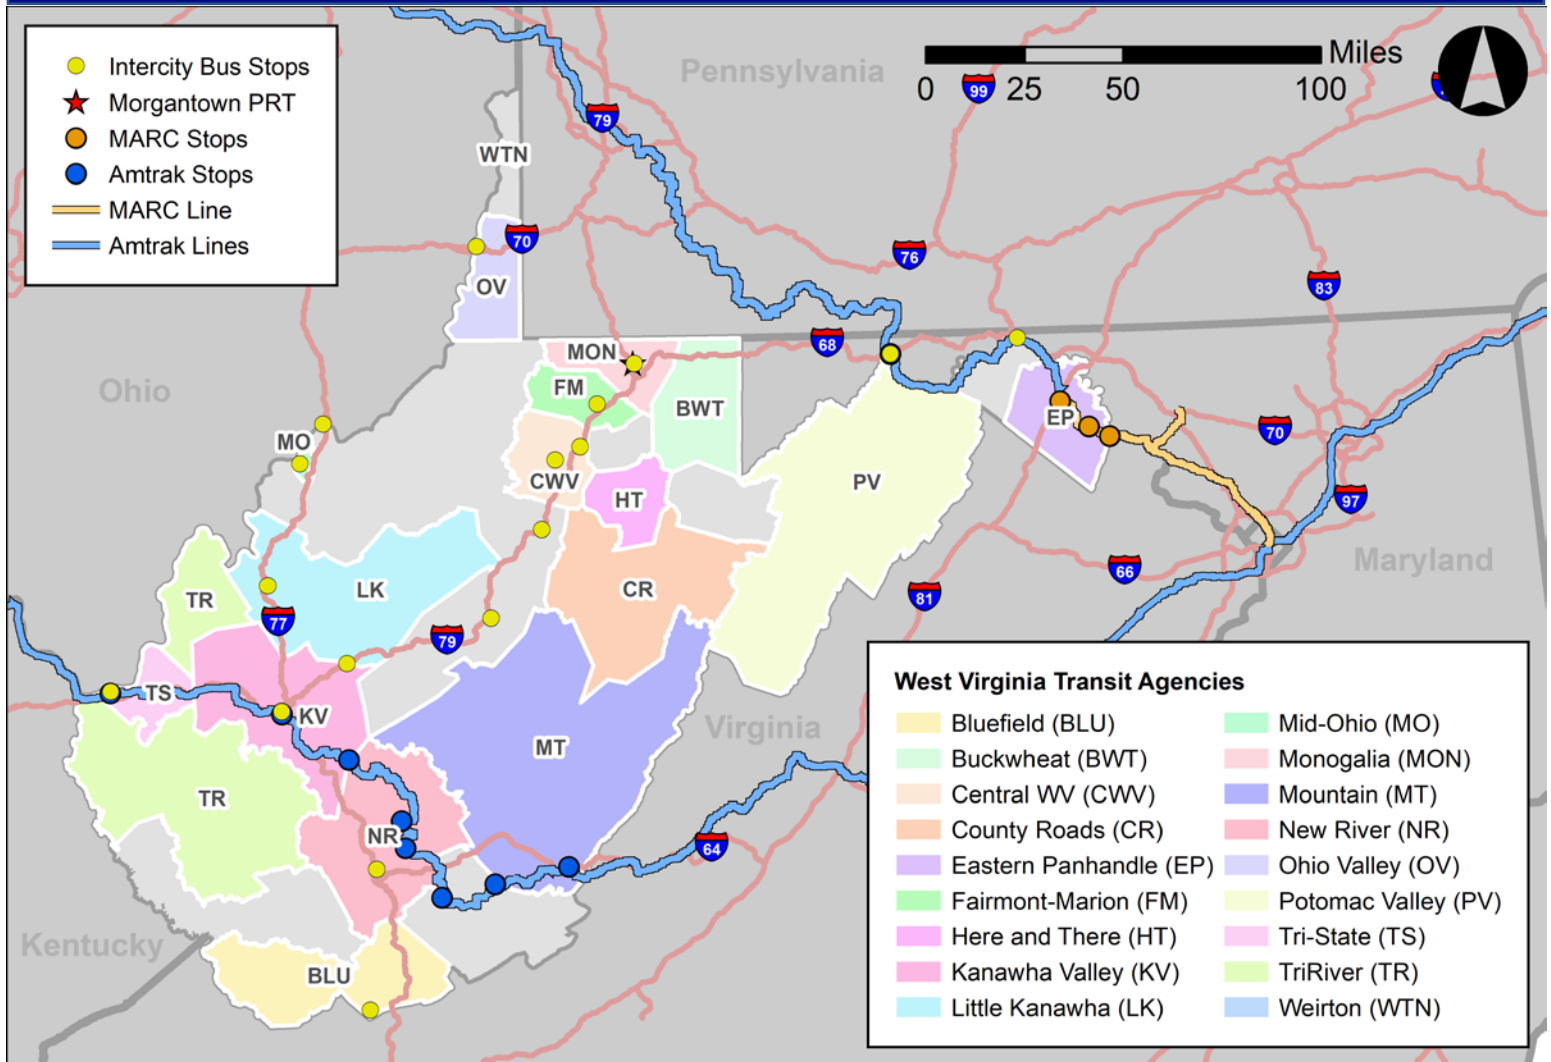 Intercity Bus Stops
Morgantown PRT
MARC Stops
Amtrak Stops
MARC Line
Amtrak Lines
Miles
0 25 50 100
Pennsylvania
99
79
WTN
70
76
OV
83
68
MON
FM
BWT
Ohio
EP
MO
70
CWV
HT
PV
97
Maryland
66
CR
LK
TR
81
77
79
TS
KV
Virginia
MT
TR
NR
64
Kentucky
BLU
West Virginia Transit Agencies
Bluefield (BLU)
Buckwheat (BWT)
Central WV (CWV)
County Roads (CR)
Eastern Panhandle (EP)
Fairmont-Marion (FM)
Here and There (HT)
Kanawha Valley (KV)
Little Kanawha (LK)
Mid-Ohio (MO)
Monogalia (MON)
Mountain (MT)
New River (NR)
Ohio Valley (OV)
Potomac Valley (PV)
Tri-State (TS)
TriRiver (TR)
Weirton (WTN)